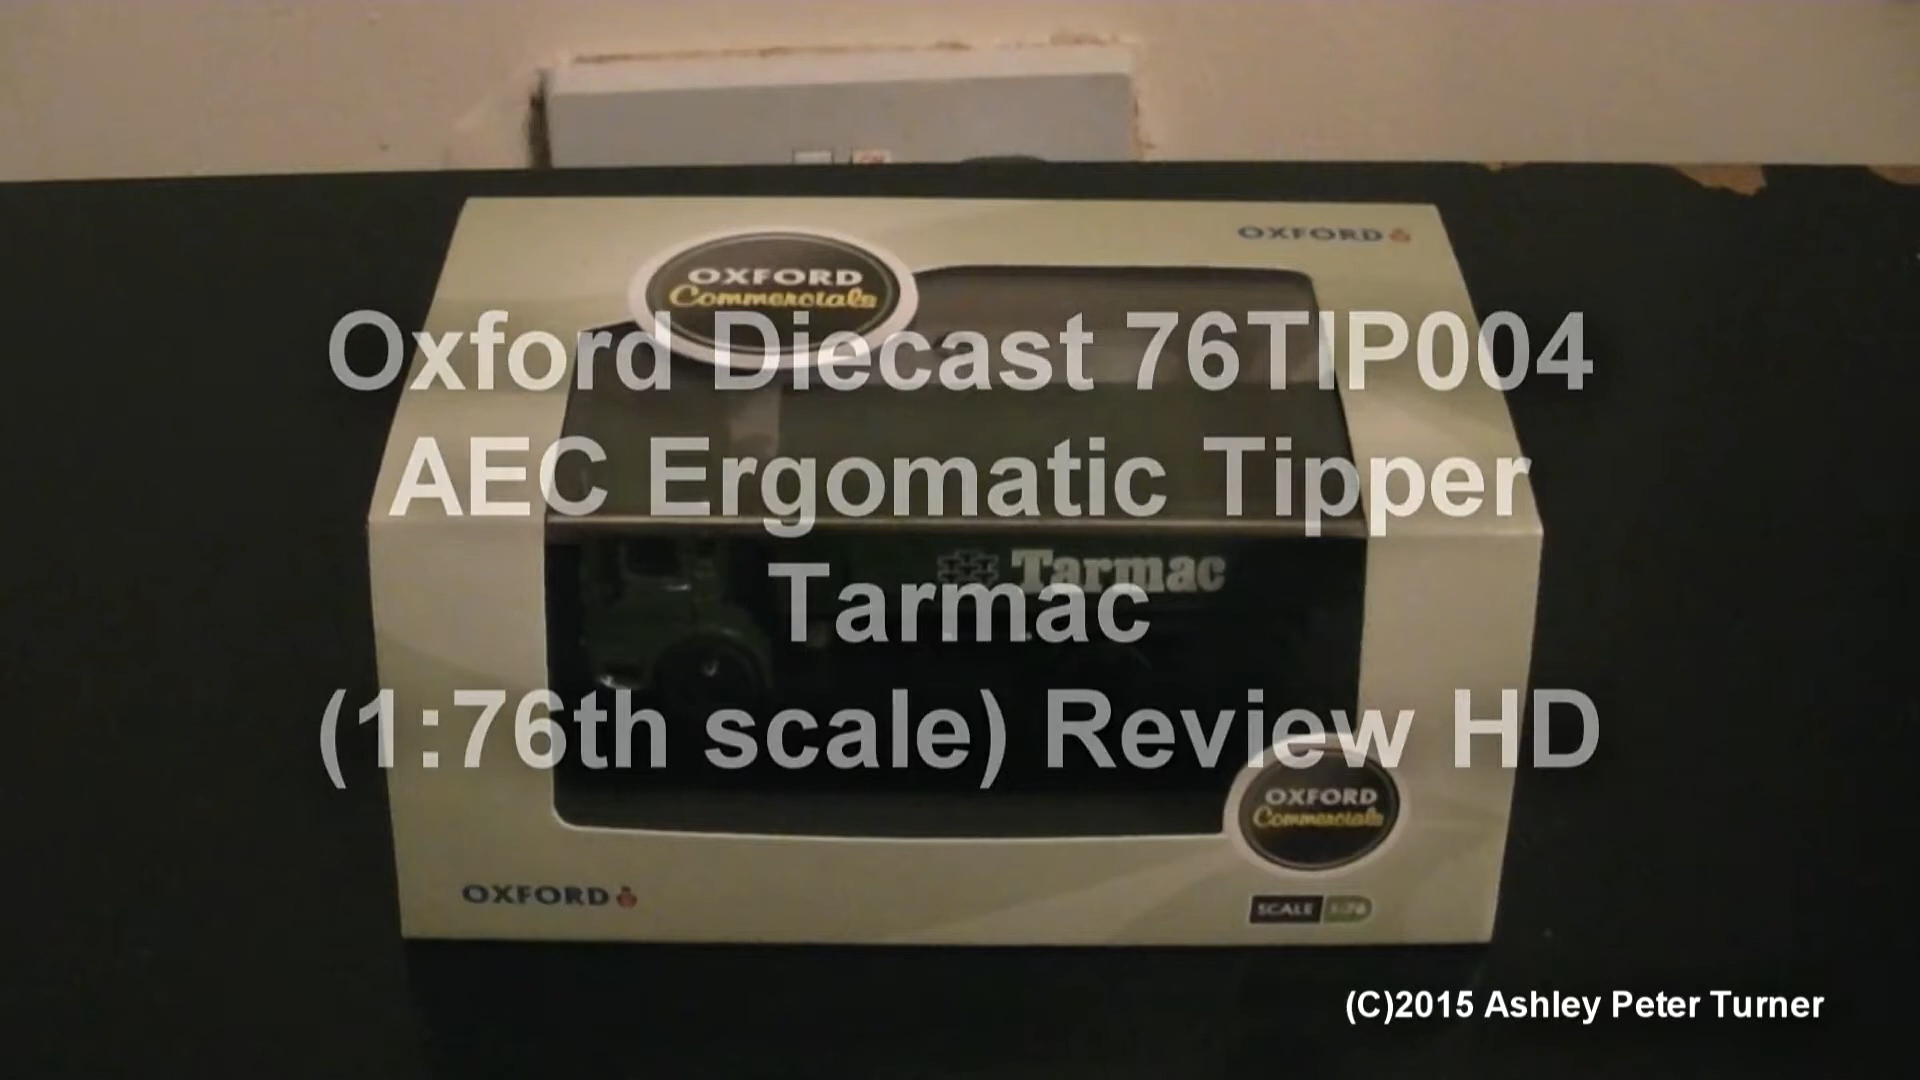 OXFORD
OXFORD
Commercials
Oxford Diecast 76TIP004
AEC Ergomatic Tipper
Tarmac
Tarmac
(1:76th scale) Review HD
OXFORD
Commercials
OXFORD
SCALE 1:76
(C)2015 Ashley Peter Turner